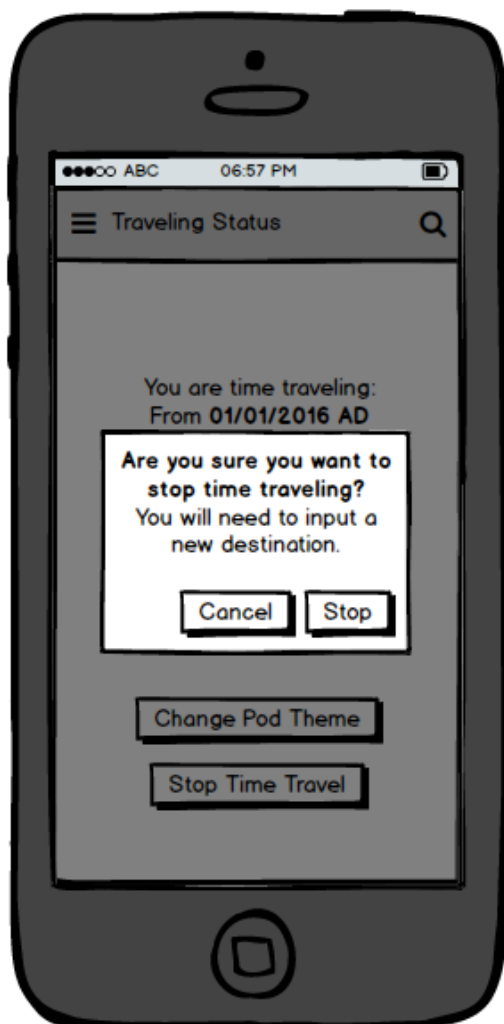 ABC 06:57 PM
Traveling Status
You are time traveling:
From 01/01/2016 AD
Are you sure you want to
stop time traveling?
You will need to input a
new destination.
Cancel Stop
Change Pod Theme
Stop Time Travel